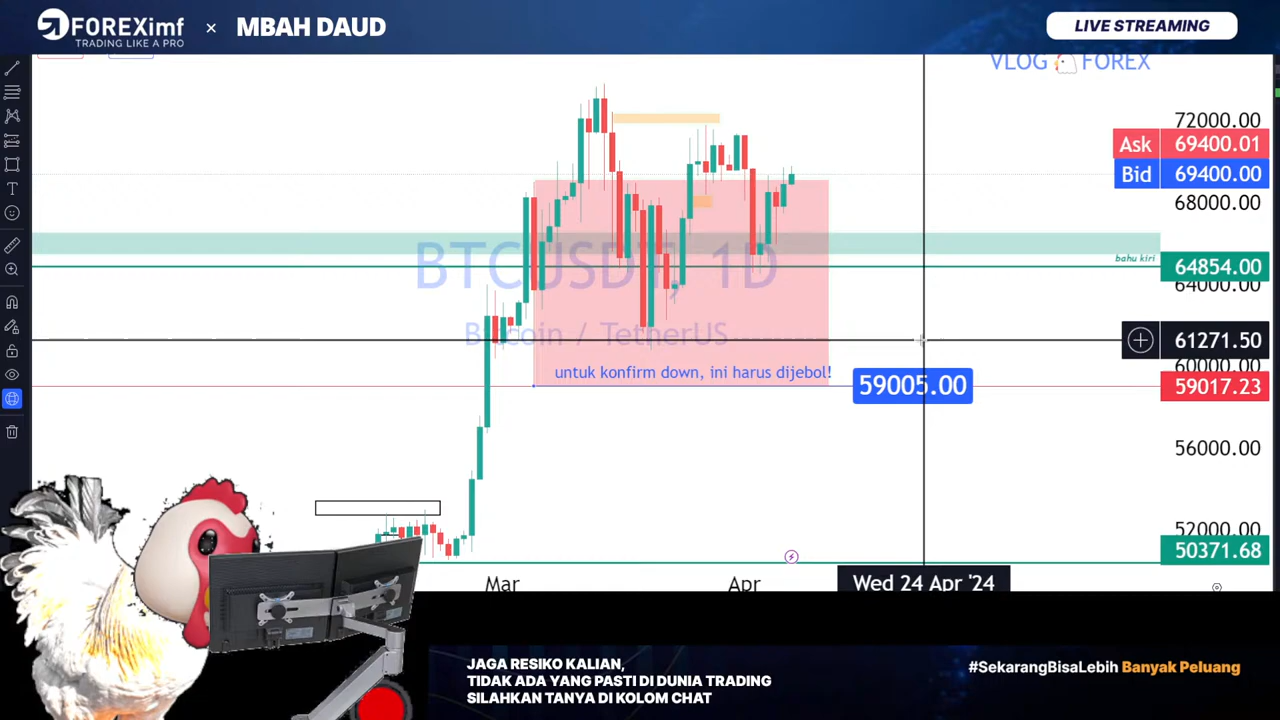 FOREXimf
TRADING LIKE A PRO
×
MBAH DAUD
LIVE STREAMING
VLOG FOREX
72000.00
Ask 69400.01
Bid 69400.00
68000.00
BTCUSDT, 1D
bahu kiri
64854.00
64000.00
Bitcoin / TetherUS
61271.50
60000.00
untuk konfirm down, ini harus dijebol!
59005.00
59017.23
56000.00
52000.00
50371.68
Mar
Apr
Wed 24 Apr '24
JAGA RESIKO KALIAN,
TIDAK ADA YANG PASTI DI DUNIA TRADING
SILAHKAN TANYA DI KOLOM CHAT
#SekarangBisaLebih Banyak Peluang